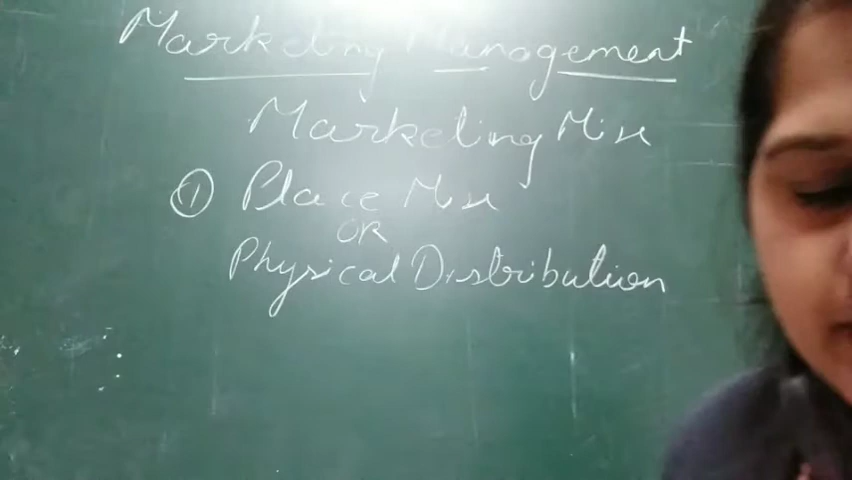 Marketing Management
Marketing Mix
① Place Mix
OR
Physical Distribution